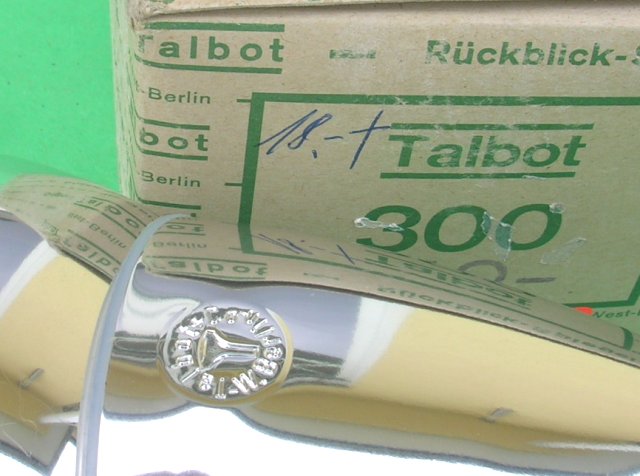 Talbot Rückblick-S
t-Berlin
bot
Berlin
18,-
Talbot
300
West-